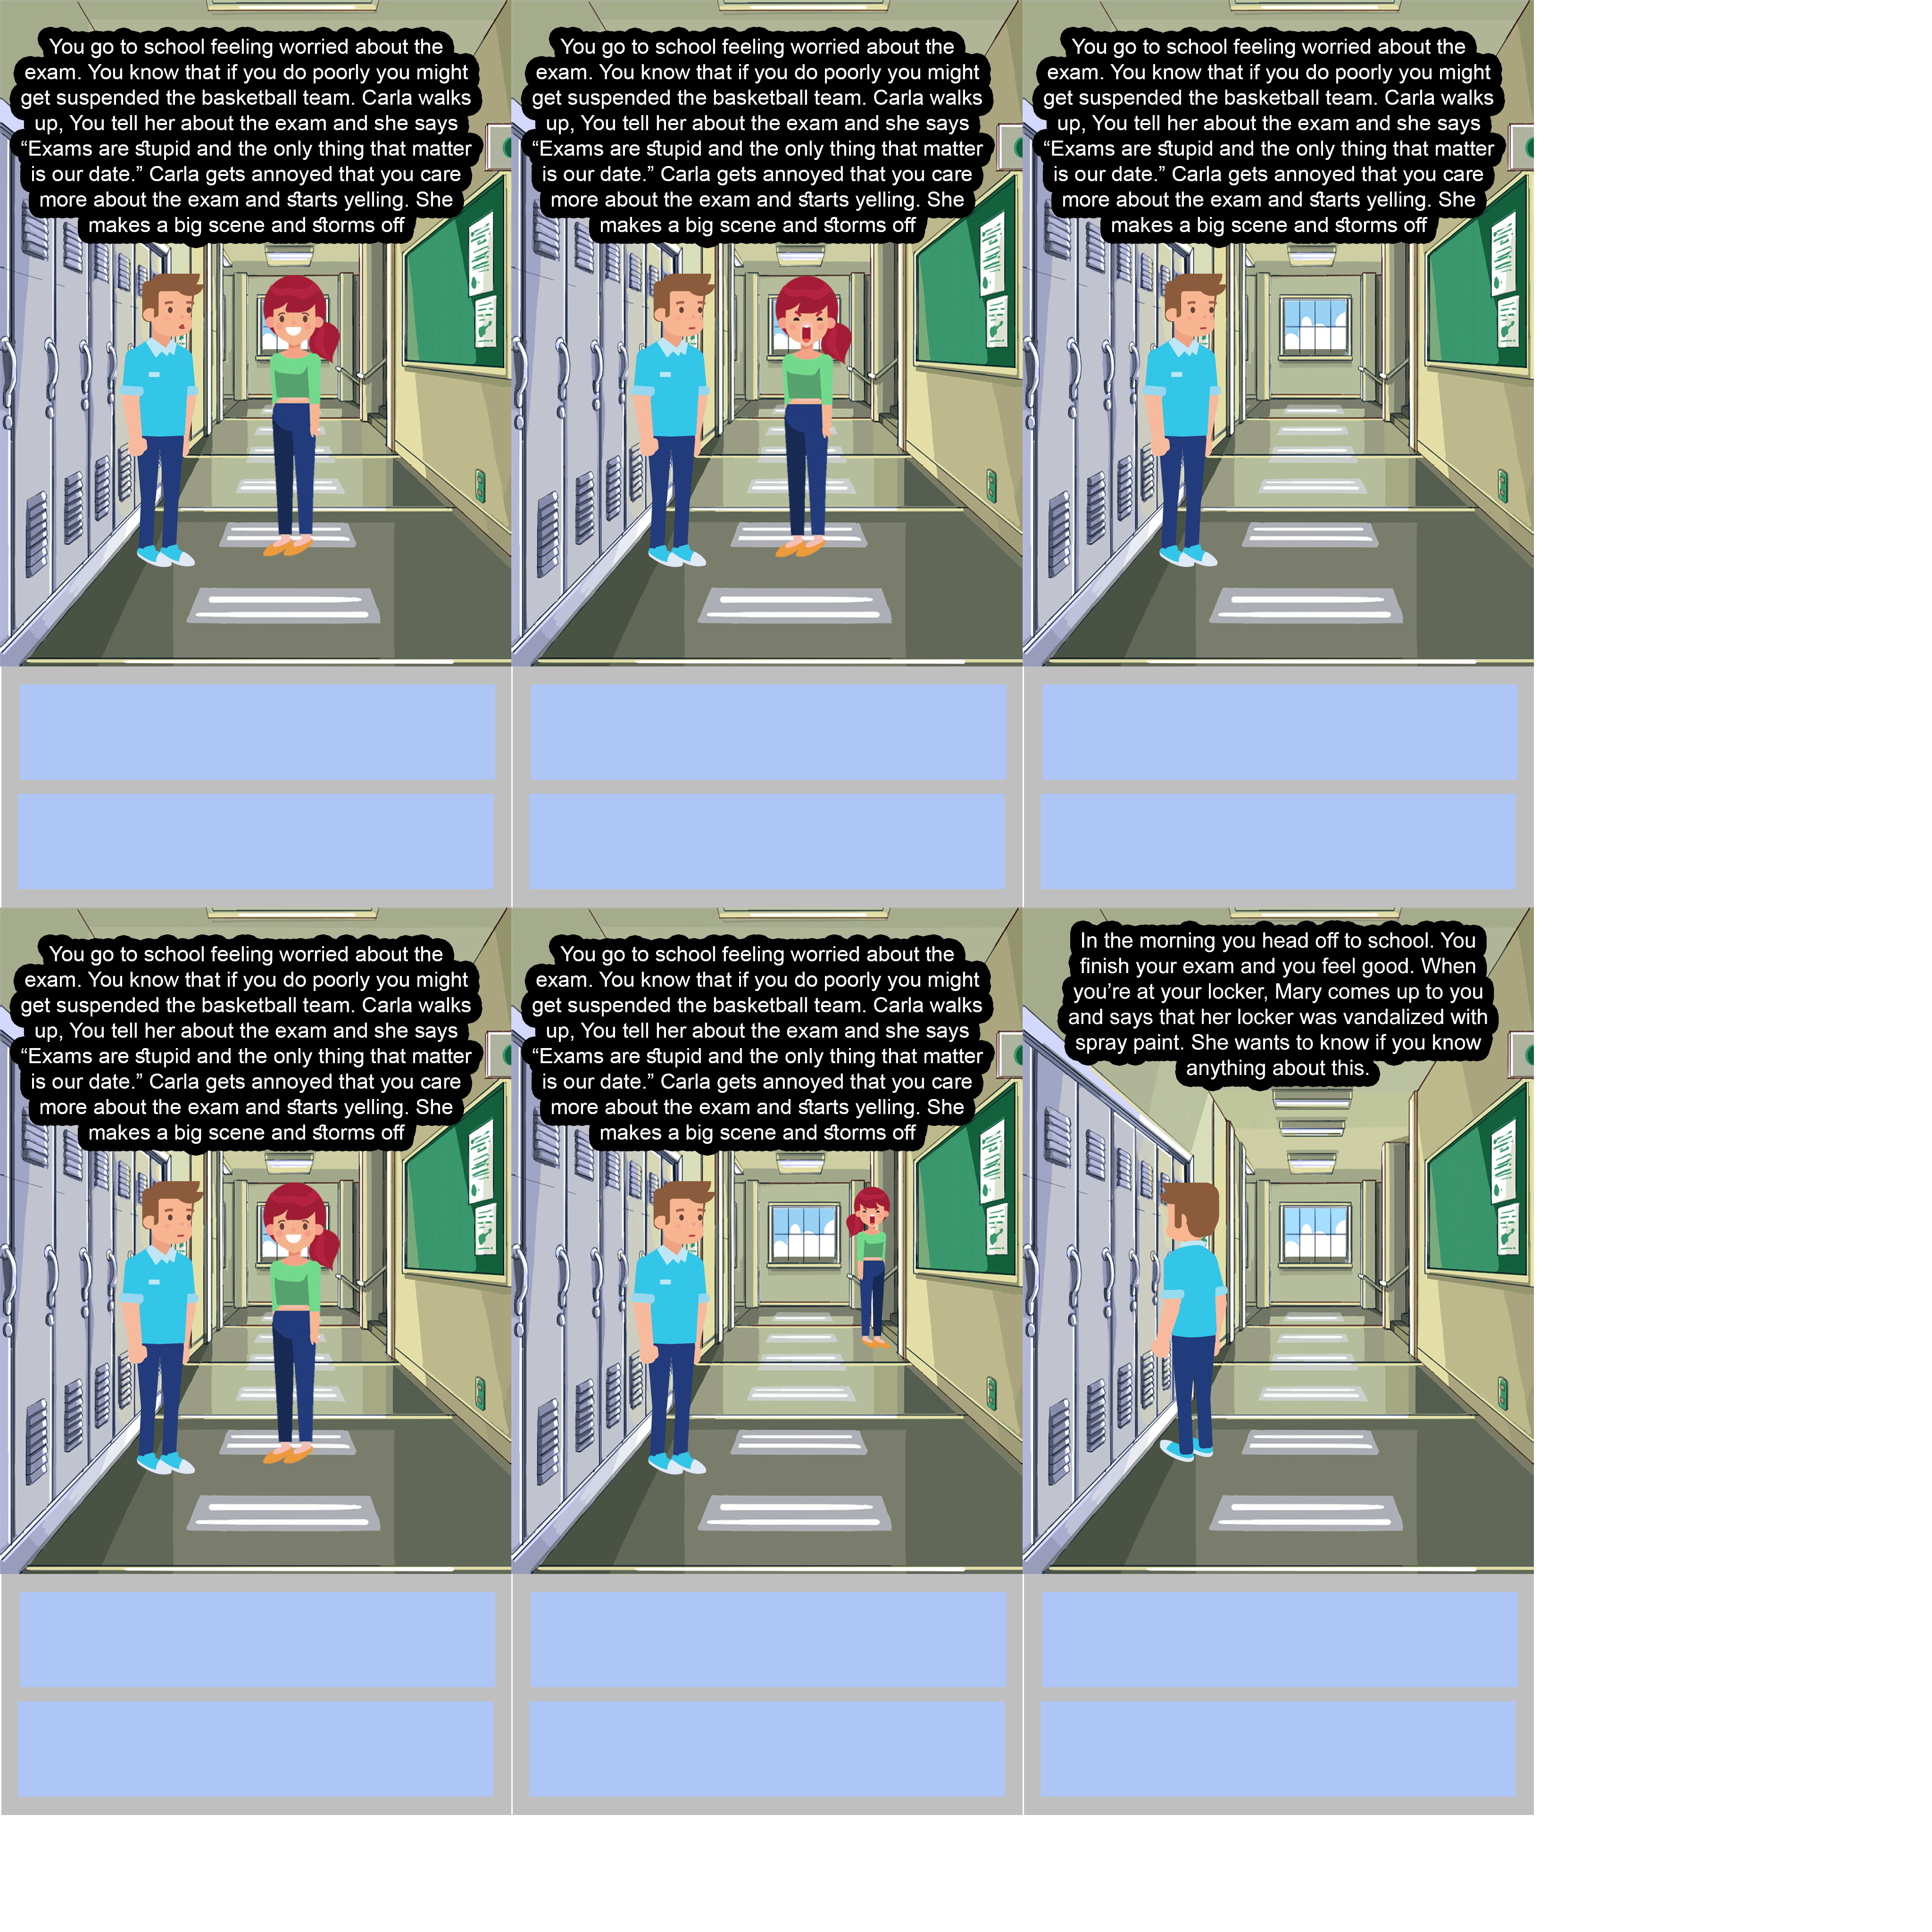 You go to school feeling worried about the
exam. You know that if you do poorly you might
get suspended the basketball team. Carla walks
up, You tell her about the exam and she says
“Exams are stupid and the only thing that matter
is our date.” Carla gets annoyed that you care
more about the exam and starts yelling. She
makes a big scene and storms off
You go to school feeling worried about the
exam. You know that if you do poorly you might
get suspended the basketball team. Carla walks
up, You tell her about the exam and she says
“Exams are stupid and the only thing that matter
is our date.” Carla gets annoyed that you care
more about the exam and starts yelling. She
makes a big scene and storms off
You go to school feeling worried about the
exam. You know that if you do poorly you might
get suspended the basketball team. Carla walks
up, You tell her about the exam and she says
“Exams are stupid and the only thing that matter
is our date.” Carla gets annoyed that you care
more about the exam and starts yelling. She
makes a big scene and storms off
You go to school feeling worried about the
exam. You know that if you do poorly you might
get suspended the basketball team. Carla walks
up, You tell her about the exam and she says
“Exams are stupid and the only thing that matter
is our date.” Carla gets annoyed that you care
more about the exam and starts yelling. She
makes a big scene and storms off
You go to school feeling worried about the
exam. You know that if you do poorly you might
get suspended the basketball team. Carla walks
up, You tell her about the exam and she says
“Exams are stupid and the only thing that matter
is our date.” Carla gets annoyed that you care
more about the exam and starts yelling. She
makes a big scene and storms off
In the morning you head off to school. You
finish your exam and you feel good. When
you’re at your locker, Mary comes up to you
and says that her locker was vandalized with
spray paint. She wants to know if you know
anything about this.